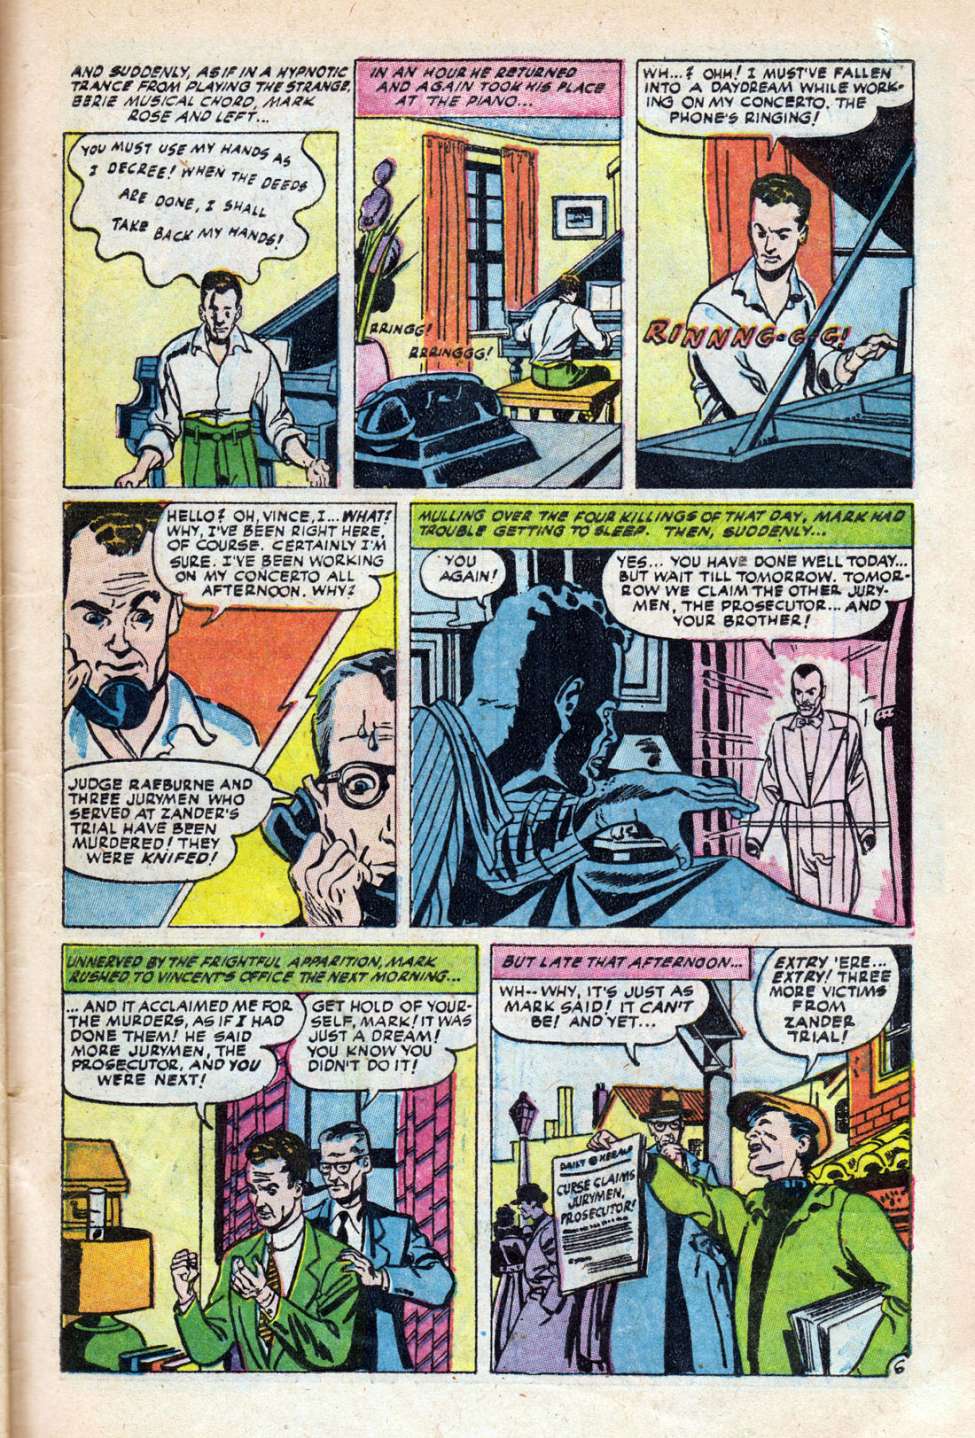 AND SUDDENLY, AS IF IN A HYPNOTIC
TRANCE FROM PLAYING THE STRANGE,
EERIE MUSICAL CHORD, MARK
ROSE AND LEFT...
YOU MUST USE MY HANDS AS
I DECREE! WHEN THE DEEDS
ARE DONE, I SHALL
TAKE BACK MY HANDS!
IN AN HOUR HE RETURNED
AND AGAIN TOOK HIS PLACE
AT THE PIANO...
RRINGG!
RRRINGGG!
WH...? OHH! I MUST'VE FALLEN
INTO A DAYDREAM WHILE WORK-
ING ON MY CONCERTO. THE
PHONE'S RINGING!
RINNNG-G-G!
HELLO? OH, VINCE, I... WHAT?
WHY, I'VE BEEN RIGHT HERE,
OF COURSE. CERTAINLY I'M
SURE. I'VE BEEN WORKING
ON MY CONCERTO ALL
AFTERNOON. WHY?
JUDGE RAEBURNE AND
THREE JURYMEN WHO
SERVED AT ZANDER'S
TRIAL HAVE BEEN
MURDERED! THEY
WERE KNIFED!
MULLING OVER THE FOUR KILLINGS OF THAT DAY, MARK HAD
TROUBLE GETTING TO SLEEP. THEN, SUDDENLY...
YOU
AGAIN!
YES... YOU HAVE DONE WELL TODAY...
BUT WAIT TILL TOMORROW. TOMOR-
ROW WE CLAIM THE OTHER JURY-
MEN, THE PROSECUTOR... AND
YOUR BROTHER!
UNNERVED BY THE FRIGHTFUL APPARITION, MARK
RUSHED TO VINCENT'S OFFICE THE NEXT MORNING...
...AND IT ACCLAIMED ME FOR
THE MURDERS, AS IF I HAD
DONE THEM! HE SAID
MORE JURYMEN, THE
PROSECUTOR, AND YOU
WERE NEXT!
GET HOLD OF YOUR-
SELF, MARK! IT WAS
JUST A DREAM!
YOU KNOW YOU
DIDN'T DO IT!
BUT LATE THAT AFTERNOON...
WH-- WHY, IT'S JUST AS
MARK SAID! IT CAN'T
BE! AND YET...
EXTRY 'ERE...
EXTRY! THREE
MORE VICTIMS
FROM
ZANDER
TRIAL!
DAILY HERALD
CURSE CLAIMS
JURYMEN,
PROSECUTOR!
6